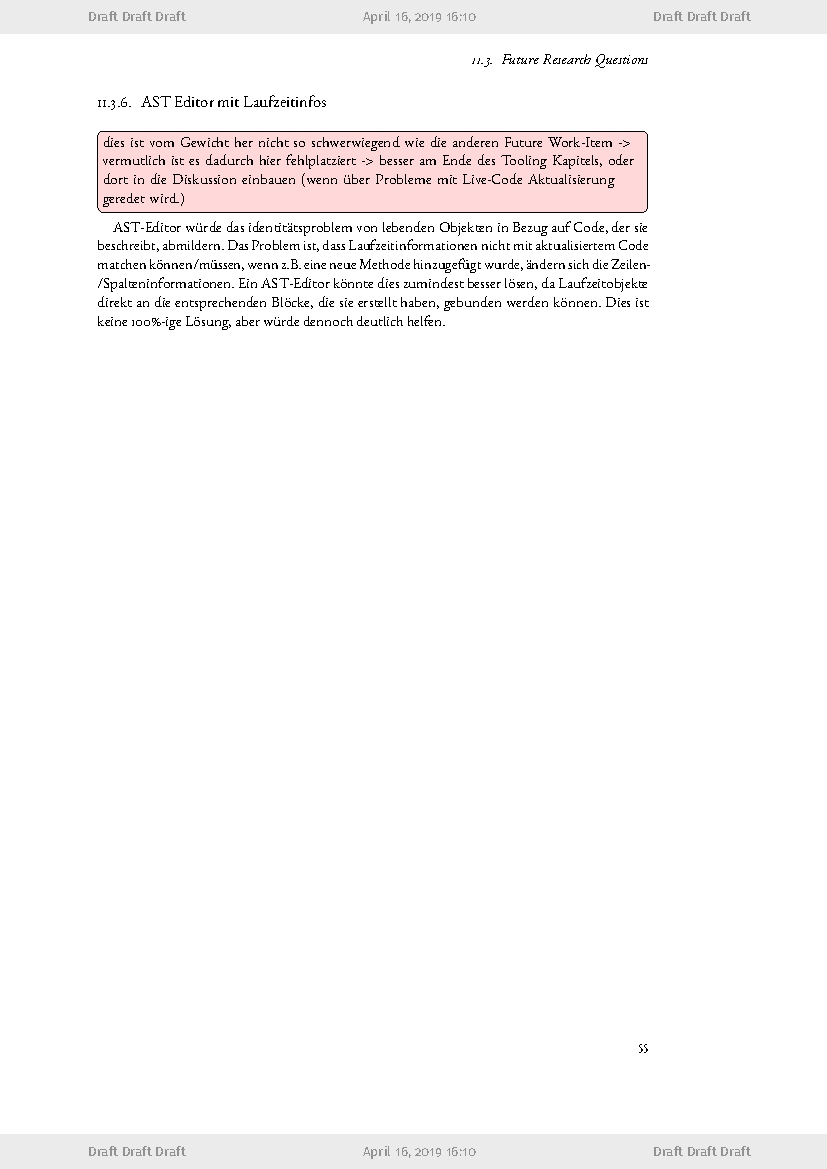 Draft Draft Draft April 16, 2019 16:10 Draft Draft Draft
11.3. Future Research Questions
11.3.6. AST Editor mit Laufzeitinfos
dies ist vom Gewicht her nicht so schwerwiegend wie die anderen Future Work-Item ->
vermutlich ist es dadurch hier fehlplatziert -> besser am Ende des Tooling Kapitels, oder
dort in die Diskussion einbauen (wenn über Probleme mit Live-Code Aktualisierung
geredet wird.)
AST-Editor würde das identitätsproblem von lebenden Objekten in Bezug auf Code, der sie
beschreibt, abmildern. Das Problem ist, dass Laufzeitinformationen nicht mit aktualisiertem Code
matchen können/müssen, wenn z.B. eine neue Methode hinzugefügt wurde, ändern sich die Zeilen-
/Spalteninformationen. Ein AST-Editor könnte dies zumindest besser lösen, da Laufzeitobjekte
direkt an die entsprechenden Blöcke, die sie erstellt haben, gebunden werden können. Dies ist
keine 100%-ige Lösung, aber würde dennoch deutlich helfen.
55
Draft Draft Draft April 16, 2019 16:10 Draft Draft Draft